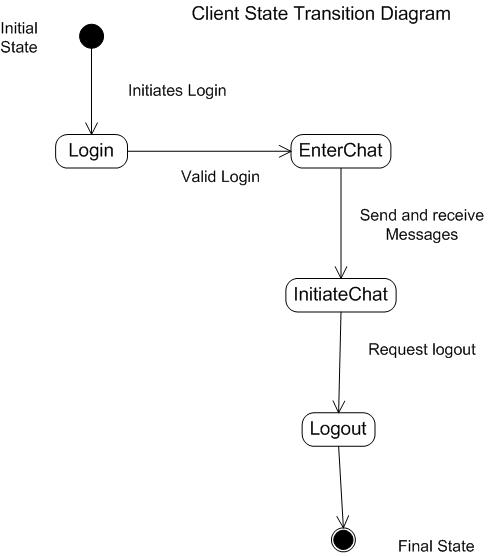 Client State Transition Diagram
Initial
State
Initiates Login
Login
EnterChat
Valid Login
Send and receive
Messages
InitiateChat
Request logout
Logout
Final State